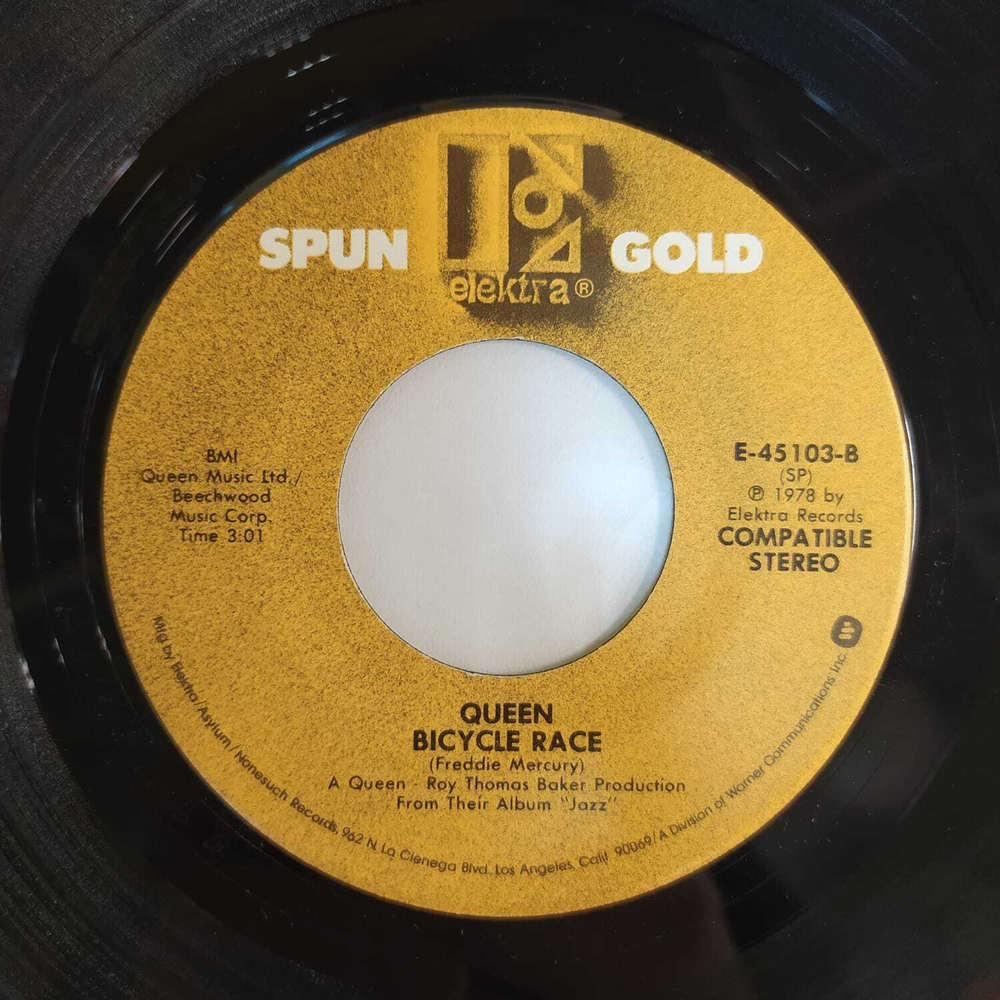 SPUN GOLD
elektra®
BMI
Queen Music Ltd./
Beechwood
Music Corp.
Time 3:01
E-45103-B
(SP)
℗ 1978 by
Elektra Records
COMPATIBLE
STEREO
QUEEN
BICYCLE RACE
(Freddie Mercury)
A Queen - Roy Thomas Baker Production
From Their Album "Jazz"
Mfg by Elektra/Asylum/Nonesuch Records, 962 N. La Cienega Blvd. Los Angeles, Calif. 90069/A Division of Warner Communications Inc.